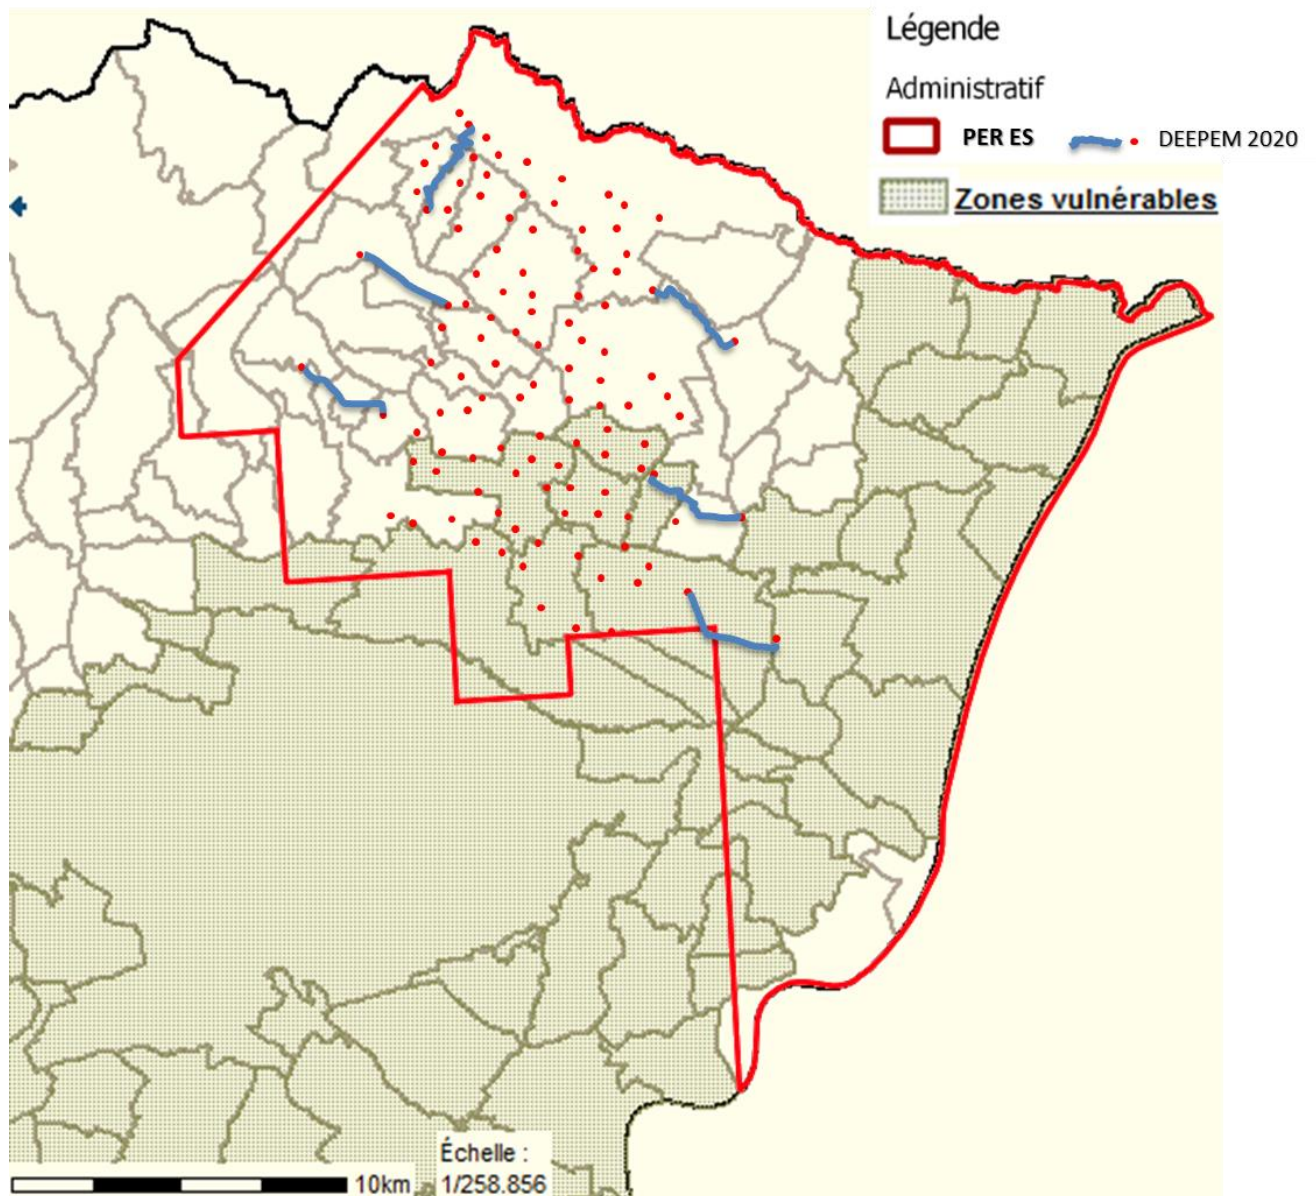 Légende
Administratif
PER ES DEEPEM 2020
Zones vulnérables
Échelle :
10km 1/258.856